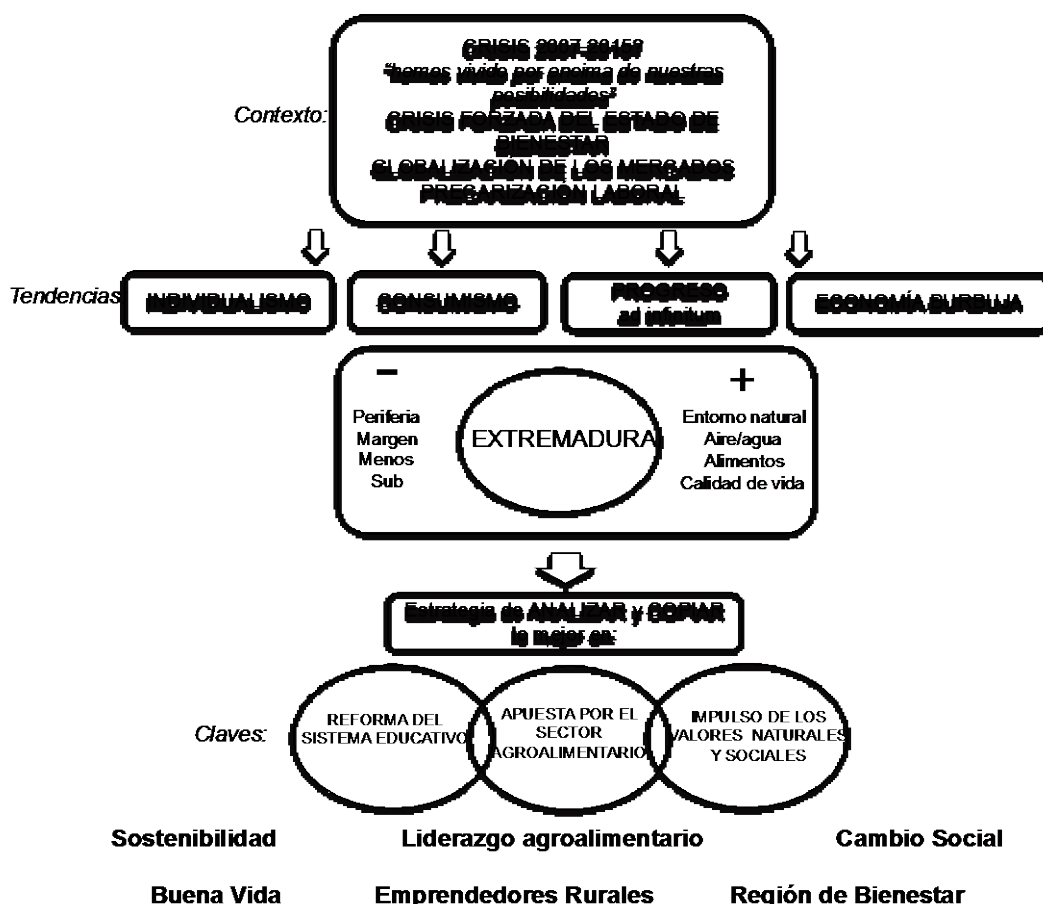 Contexto:
CRISIS 2007-2015?
"hemos vivido por encima de nuestras
posibilidades"
CRISIS FORZADA DEL ESTADO DE
BIENESTAR
GLOBALIZACIÓN DE LOS MERCADOS
PRECARIZACIÓN LABORAL
Tendencias
INDIVIDUALISMO
CONSUMISMO
PROGRESO
ad infinitum
ECONOMÍA BURBUJA
−
Periferia
Margen
Menos
Sub
EXTREMADURA
+
Entorno natural
Aire/agua
Alimentos
Calidad de vida
Estrategia de ANALIZAR y COPIAR
lo mejor en:
Claves:
REFORMA DEL
SISTEMA EDUCATIVO
APUESTA POR EL
SECTOR
AGROALIMENTARIO
IMPULSO DE LOS
VALORES NATURALES
Y SOCIALES
Sostenibilidad
Liderazgo agroalimentario
Cambio Social
Buena Vida
Emprendedores Rurales
Región de Bienestar